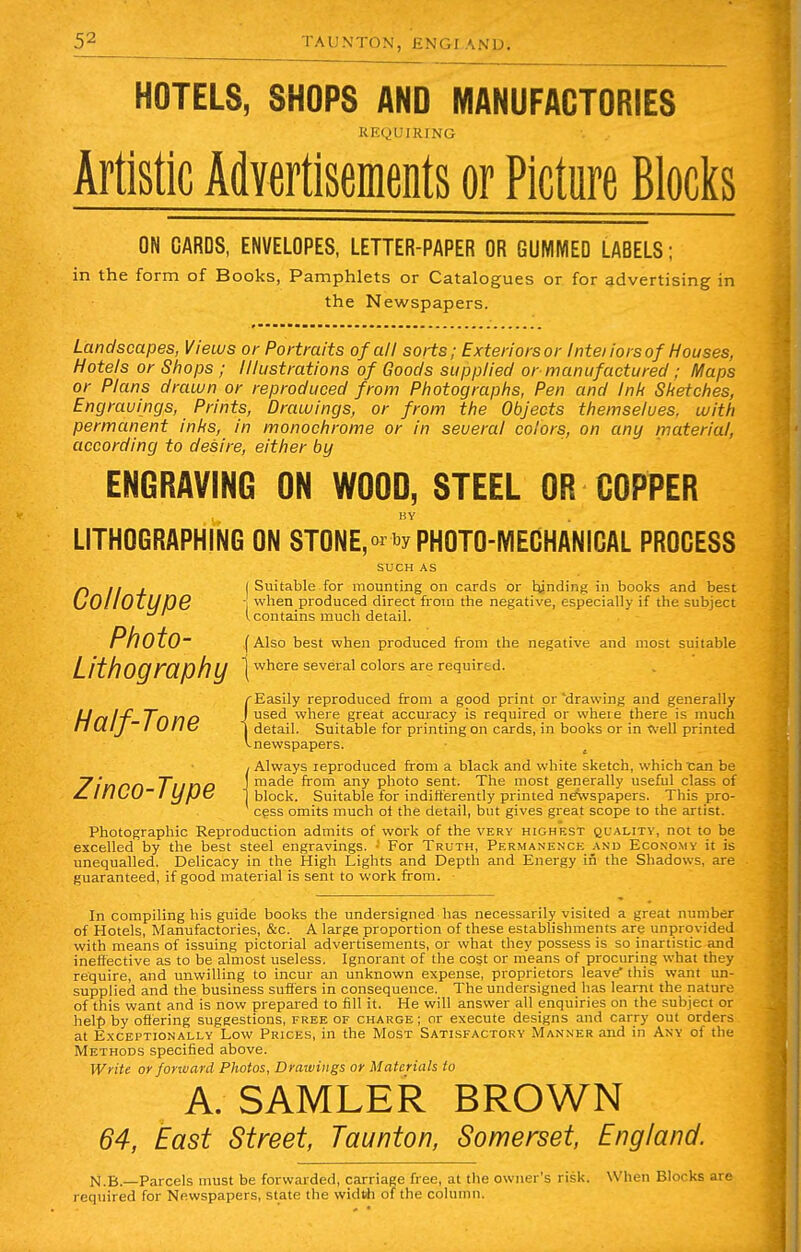 52 TAUNTON, ENGLAND.
HOTELS, SHOPS AND MANUFACTORIES
REQUIRING
Artistic Advertisements or Picture Blocks
ON CARDS, ENVELOPES, LETTER-PAPER OR GUMMED LABELS;
in the form of Books, Pamphlets or Catalogues or for advertising in
the Newspapers.
Landscapes, Views or Portraits of all sorts; Exteriors or Interiors of Houses,
Hotels or Shops; Illustrations of Goods supplied or manufactured; Maps
or Plans drawn or reproduced from Photographs, Pen and Ink Sketches,
Engravings, Prints, Drawings, or from the Objects themselves, with
permanent inks, in monochrome or in several colors, on any material,
according to desire, either by
ENGRAVING ON WOOD, STEEL OR COPPER
BY
LITHOGRAPHING ON STONE, or by PHOTO-MECHANICAL PROCESS
SUCH AS
Collotype
Suitable for mounting on cards or binding in books and best
when produced direct from the negative, especially if the subject
contains much detail.
Photo-
Lithography
Also best when produced from the negative and most suitable
where several colors are required.
Half-Tone
Easily reproduced from a good print or drawing and generally
used where great accuracy is required or where there is much
detail. Suitable for printing on cards, in books or in well printed
newspapers.
Zinco-Type
Always reproduced from a black and white sketch, which can be
made from any photo sent. The most generally useful class of
block. Suitable for indifferently printed newspapers. This pro-
cess omits much of the detail, but gives great scope to the artist.
Photographic Reproduction admits of work of the VERY HIGHEST QUALITY, not to be
excelled by the best steel engravings. For TRUTH, PERMANENCE AND ECONOMY it is
unequalled. Delicacy in the High Lights and Depth and Energy in the Shadows, are
guaranteed, if good material is sent to work from.
In compiling his guide books the undersigned has necessarily visited a great number
of Hotels, Manufactories, &c. A large proportion of these establishments are unprovided
with means of issuing pictorial advertisements, or what they possess is so inartistic and
ineffective as to be almost useless. Ignorant of the cost or means of procuring what they
require, and unwilling to incur an unknown expense, proprietors leave this want un-
supplied and the business suffers in consequence. The undersigned has learnt the nature
of this want and is now prepared to fill it. He will answer all enquiries on the subject or
help by offering suggestions, FREE OF CHARGE; or execute designs and carry out orders
at EXCEPTIONALLY LOW PRICES, in the MOST SATISFACTORY MANNER and in ANY of the
METHODS specified above.
Write or forward Photos, Drawings or Materials to
A. SAMLER BROWN
64, East Street, Taunton, Somerset, England.
N.B.—Parcels must be forwarded, carriage free, at the owner's risk. When Blocks are
required for Newspapers, state the width of the column.